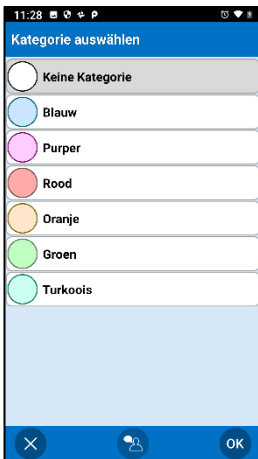 11:28
Kategorie auswählen
Keine Kategorie
Blauw
Purper
Rood
Oranje
Groen
Turkoois
OK